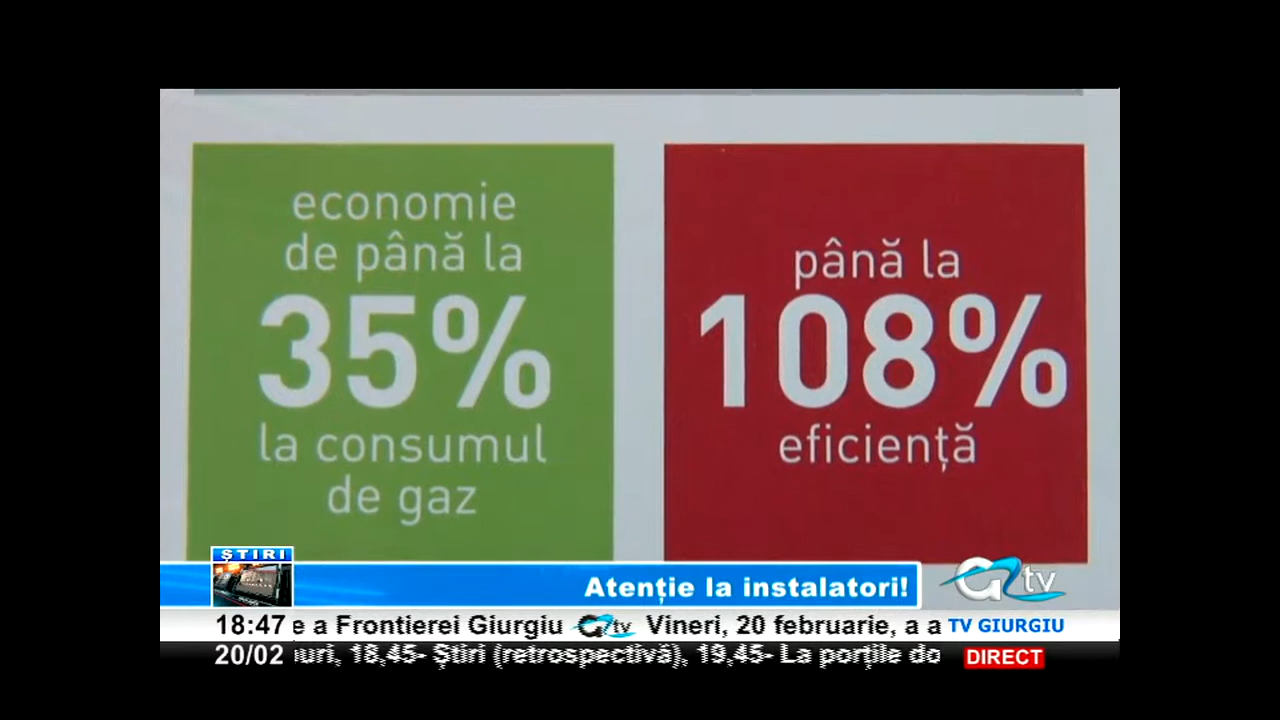 economie
de până la
35%
la consumul
de gaz
până la
108%
eficiență
ȘTIRI
Atenție la instalatori!
G tv
18:47 e a Frontierei Giurgiu G tv Vineri, 20 februarie, a a TV GIURGIU
20/02 iuri, 18,45- Știri (retrospectivă), 19,45- La porțile do DIRECT